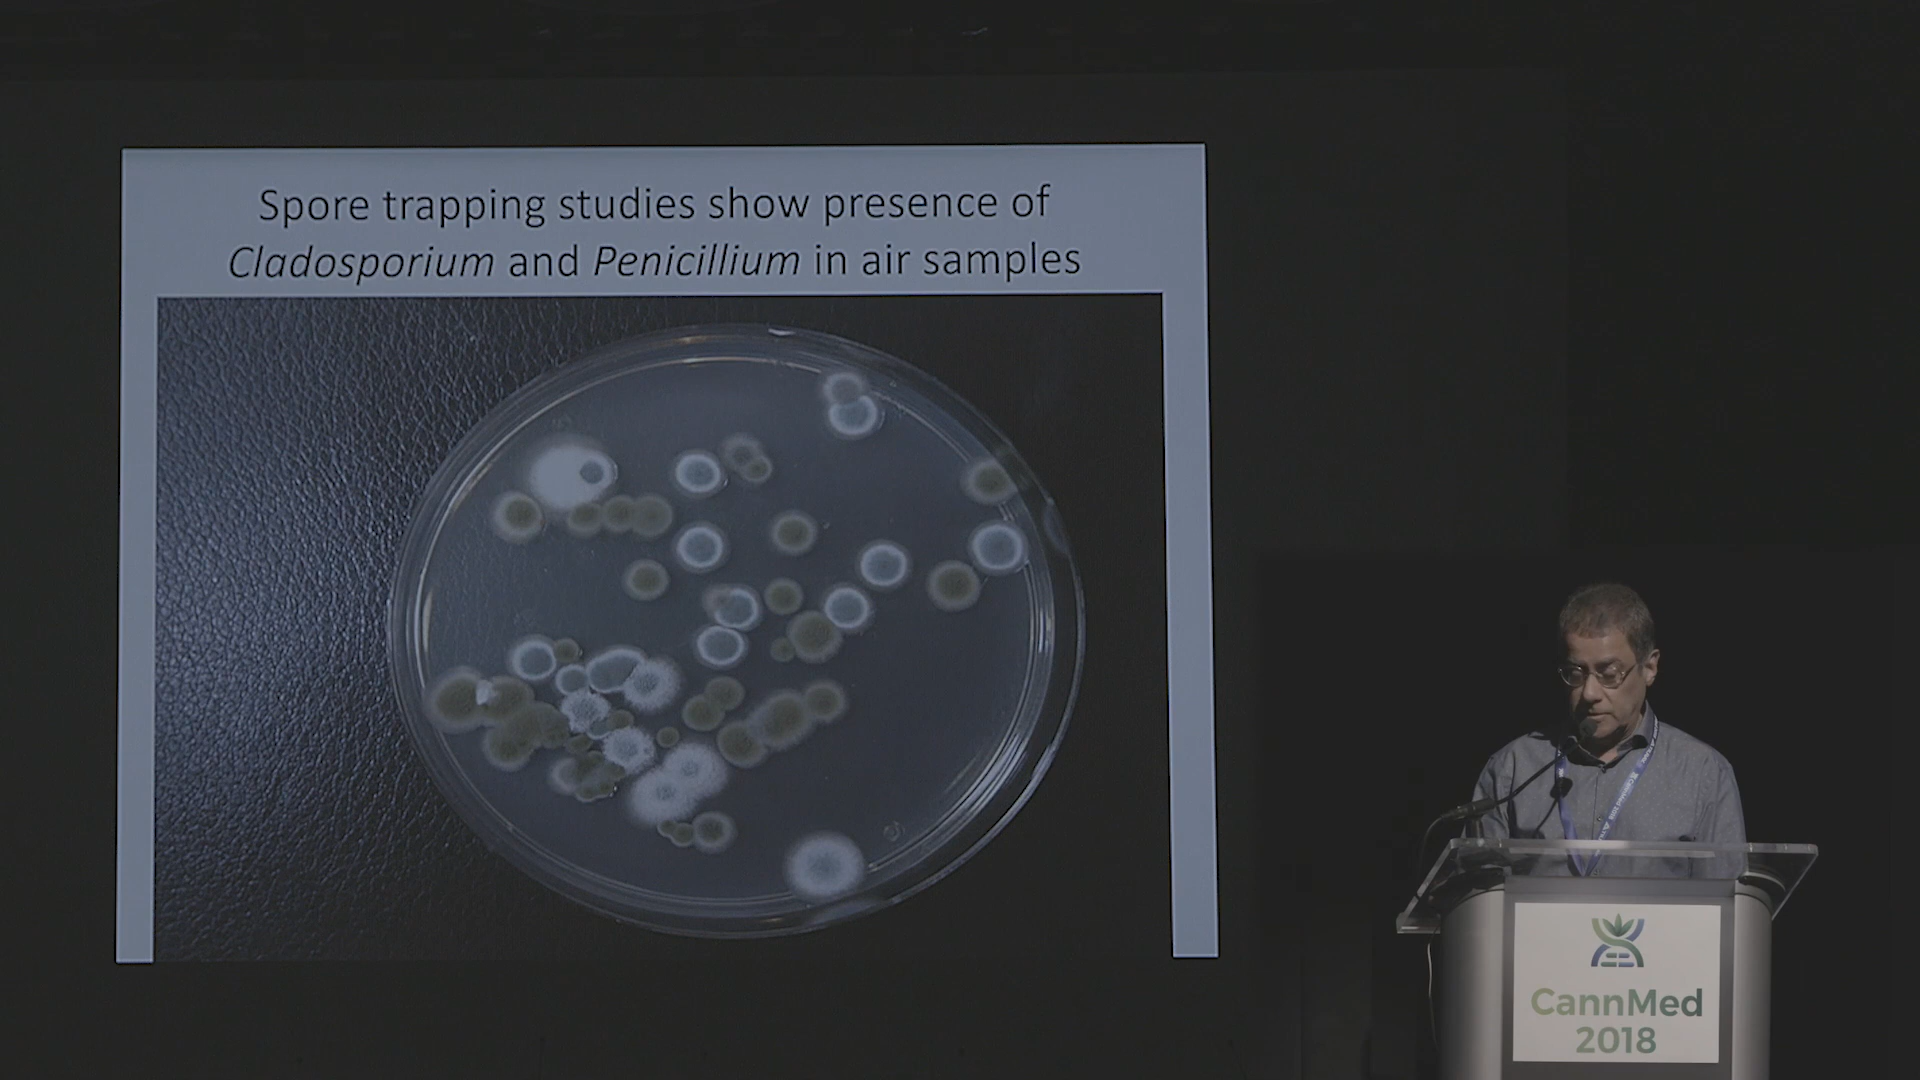 Spore trapping studies show presence of
Cladosporium and Penicillium in air samples
CannMed
2018